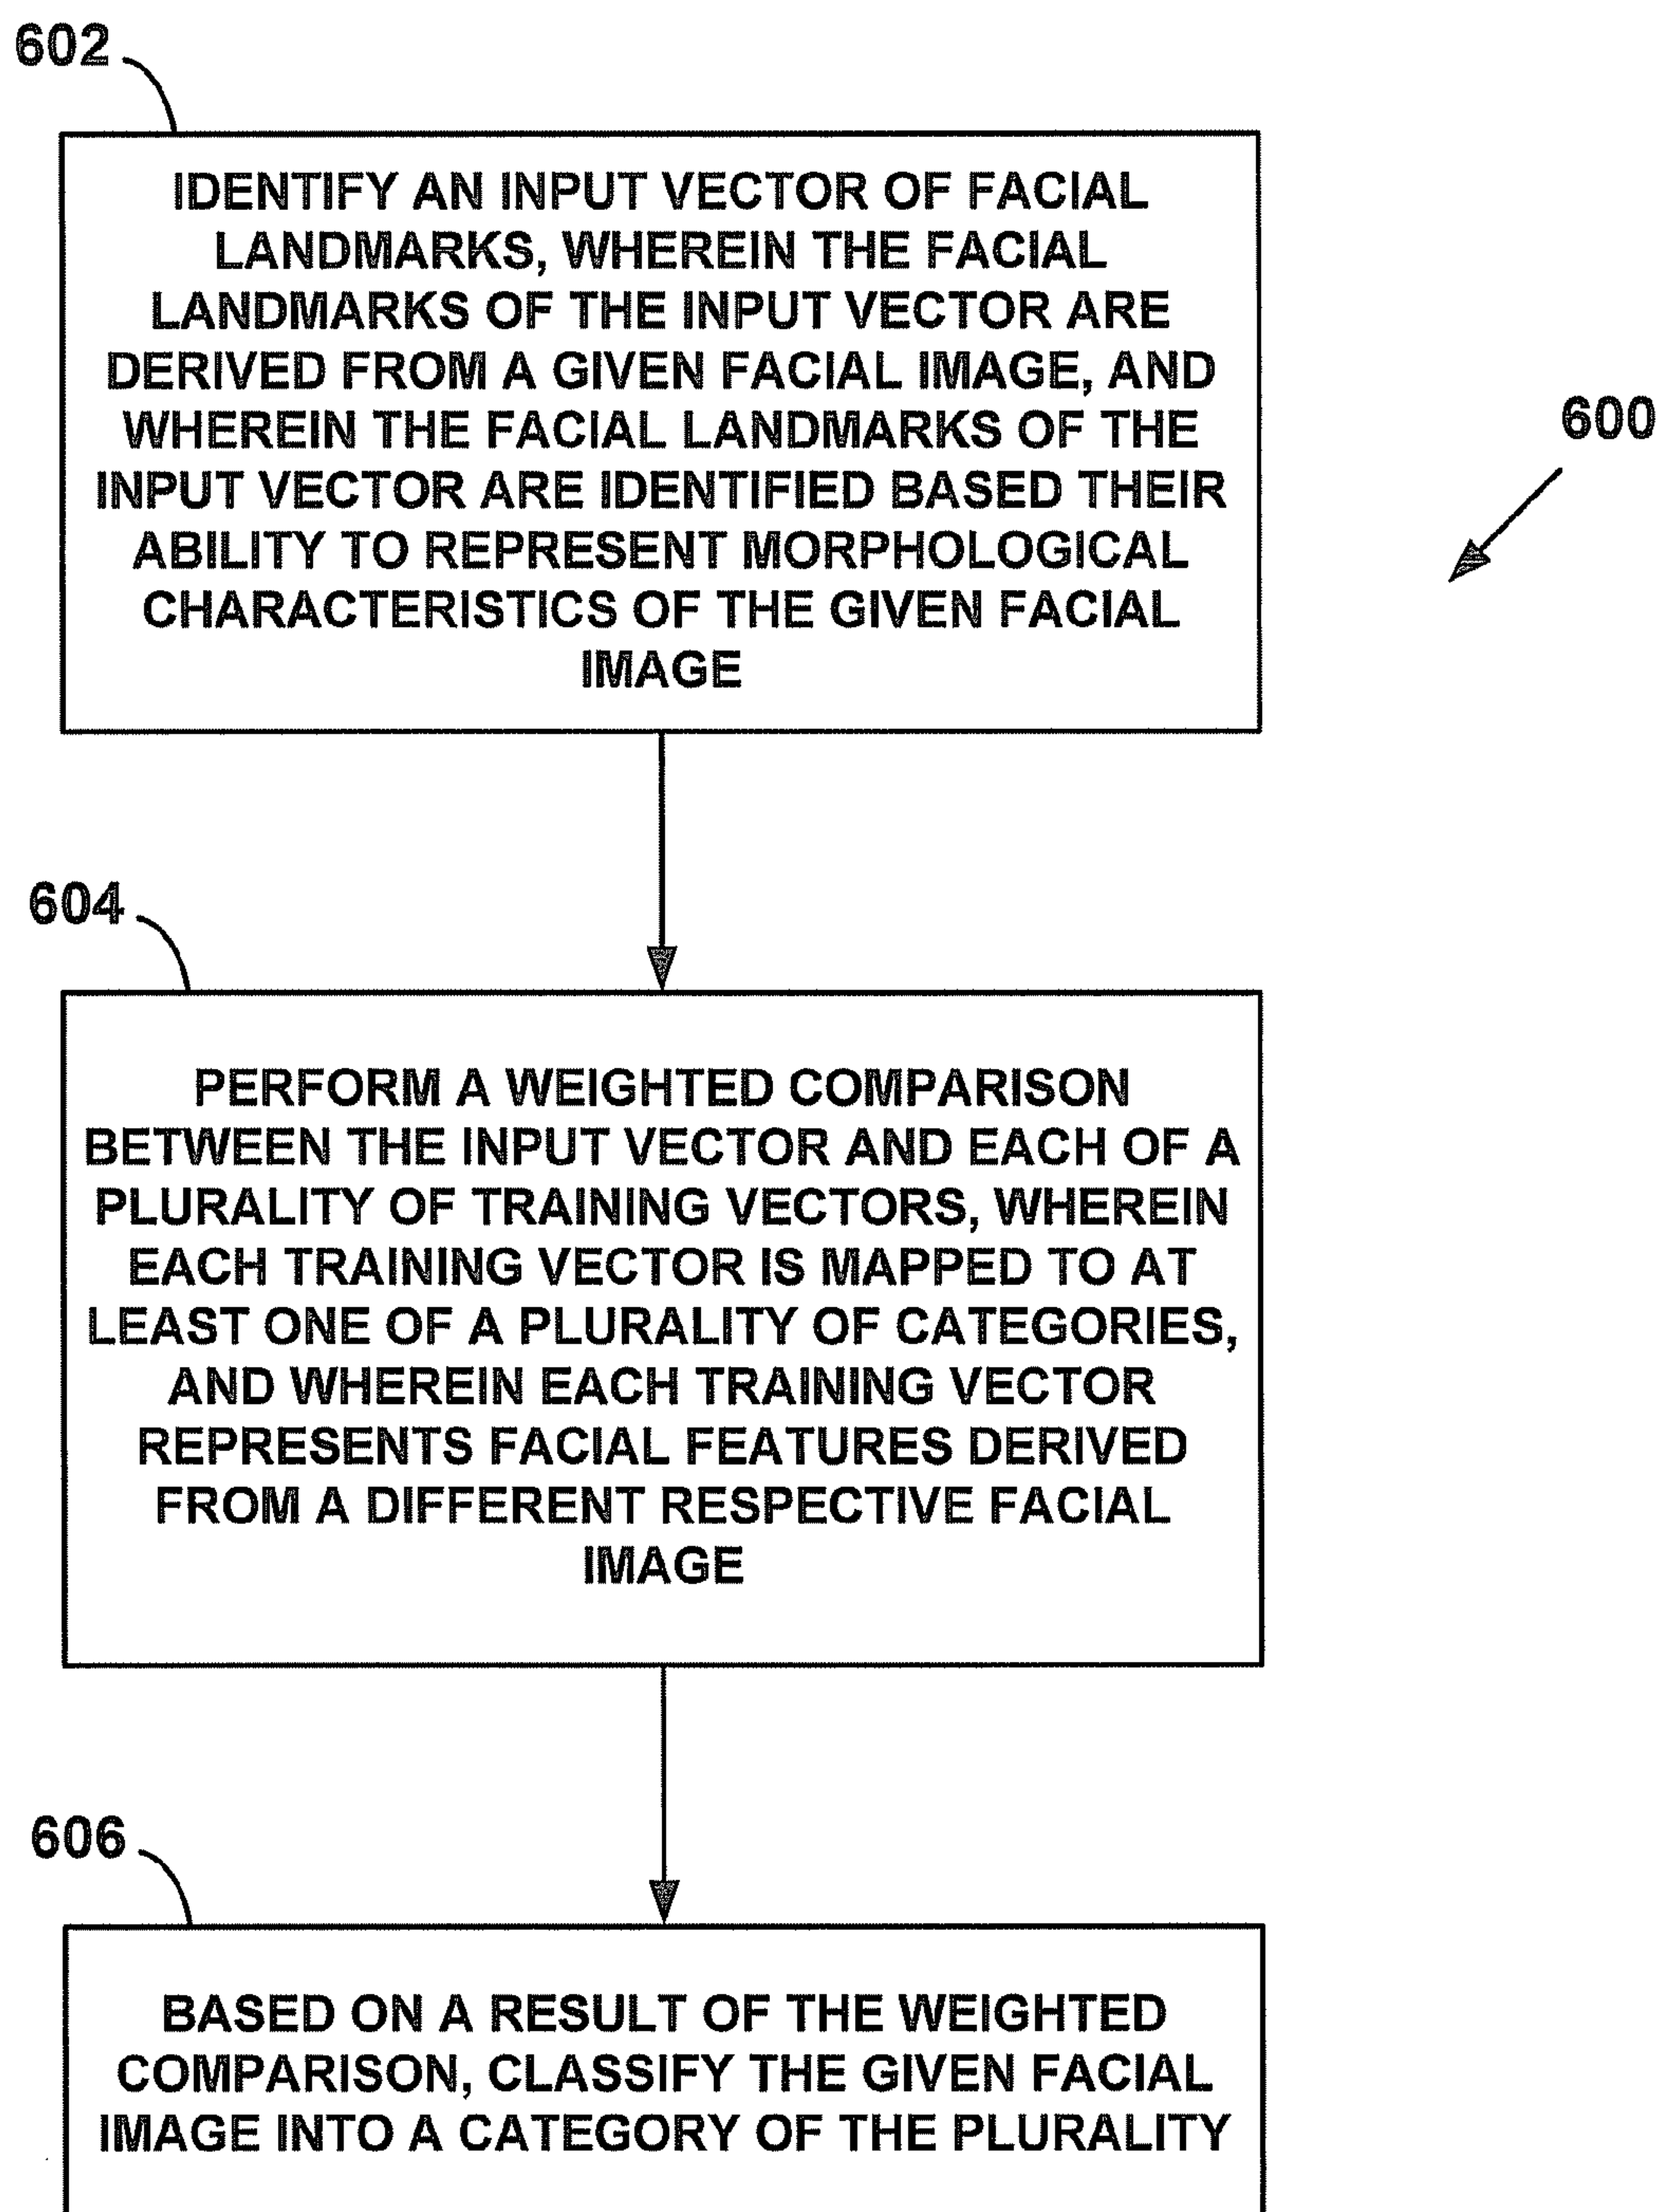 602
IDENTIFY AN INPUT VECTOR OF FACIAL
LANDMARKS, WHEREIN THE FACIAL
LANDMARKS OF THE INPUT VECTOR ARE
DERIVED FROM A GIVEN FACIAL IMAGE, AND
WHEREIN THE FACIAL LANDMARKS OF THE
INPUT VECTOR ARE IDENTIFIED BASED THEIR
ABILITY TO REPRESENT MORPHOLOGICAL
CHARACTERISTICS OF THE GIVEN FACIAL
IMAGE
600
604
PERFORM A WEIGHTED COMPARISON
BETWEEN THE INPUT VECTOR AND EACH OF A
PLURALITY OF TRAINING VECTORS, WHEREIN
EACH TRAINING VECTOR IS MAPPED TO AT
LEAST ONE OF A PLURALITY OF CATEGORIES,
AND WHEREIN EACH TRAINING VECTOR
REPRESENTS FACIAL FEATURES DERIVED
FROM A DIFFERENT RESPECTIVE FACIAL
IMAGE
606
BASED ON A RESULT OF THE WEIGHTED
COMPARISON, CLASSIFY THE GIVEN FACIAL
IMAGE INTO A CATEGORY OF THE PLURALITY